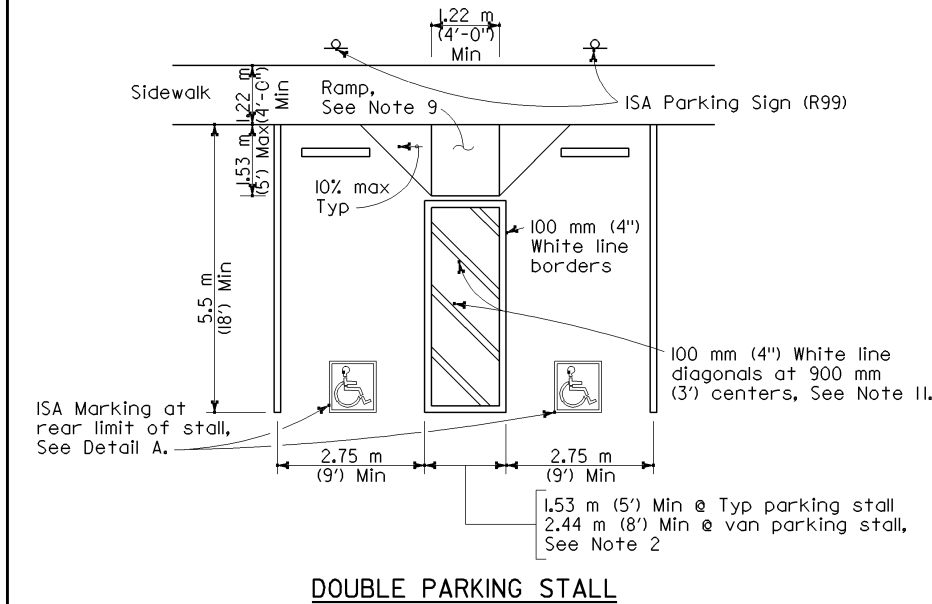 1.22 m
(4'-0")
Min
Sidewalk
1.22 m
(4'-0")
Min
Ramp,
See Note 9
ISA Parking Sign (R99)
1.53 m
(5') Max
10% max
Typ
100 mm (4")
White line
borders
5.5 m
(18') Min
100 mm (4") White line
diagonals at 900 mm
(3') centers, See Note 11.
ISA Marking at
rear limit of stall,
See Detail A.
2.75 m
(9') Min
2.75 m
(9') Min
1.53 m (5') Min @ Typ parking stall
2.44 m (8') Min @ van parking stall,
See Note 2
DOUBLE PARKING STALL